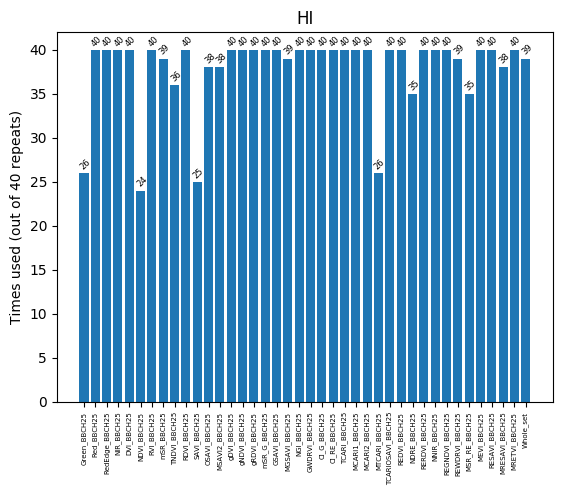 HI
Times used (out of 40 repeats)
40
35
30
25
20
15
10
5
0
26
40
40
40
40
24
40
39
36
40
25
38
38
40
40
40
40
40
39
40
40
40
40
40
40
40
26
40
40
35
40
40
40
39
35
40
40
38
40
39
Green_BBCH25
Red_BBCH25
RedEdge_BBCH25
NIR_BBCH25
DVI_BBCH25
NDVI_BBCH25
RVI_BBCH25
mSR_BBCH25
TNDVI_BBCH25
RDVI_BBCH25
SAVI_BBCH25
OSAVI_BBCH25
MSAVI2_BBCH25
gDVI_BBCH25
gNDVI_BBCH25
gRDVI_BBCH25
mSR_G_BBCH25
GSAVI_BBCH25
MGSAVI_BBCH25
NGI_BBCH25
GWDRVI_BBCH25
CI_G_BBCH25
CI_RE_BBCH25
TCARI_BBCH25
MCARI1_BBCH25
MCARI2_BBCH25
MTCARI_BBCH25
TCARIOSAVI_BBCH25
REDVI_BBCH25
NDRE_BBCH25
RERDVI_BBCH25
NNIR_BBCH25
REGNDVI_BBCH25
REWDRVI_BBCH25
MSR_RE_BBCH25
MEVI_BBCH25
RESAVI_BBCH25
MRESAVI_BBCH25
MRETVI_BBCH25
Whole_set